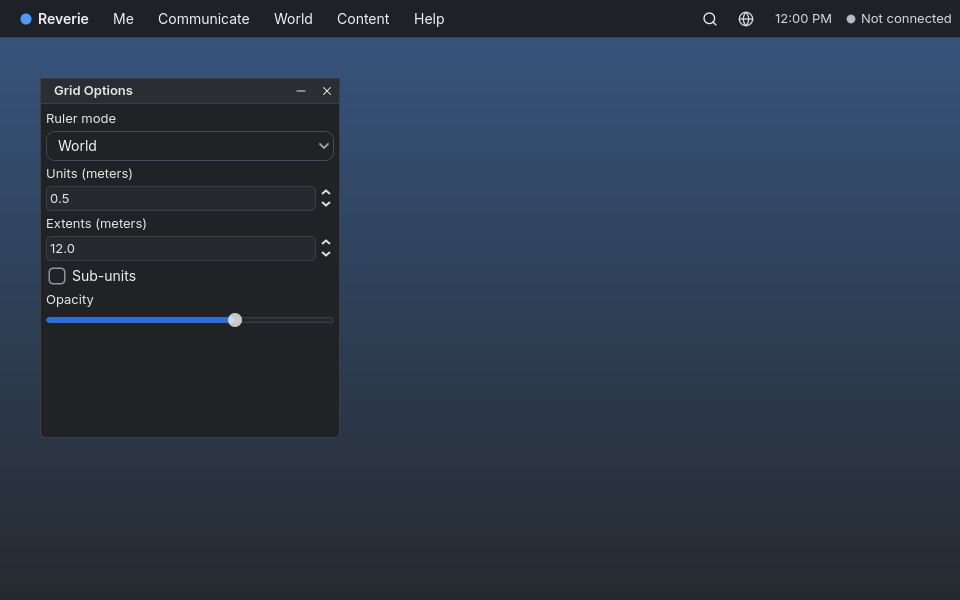 Reverie Me Communicate World Content Help 12:00 PM Not connected
Grid Options
Ruler mode
World
Units (meters)
0.5
Extents (meters)
12.0
Sub-units
Opacity